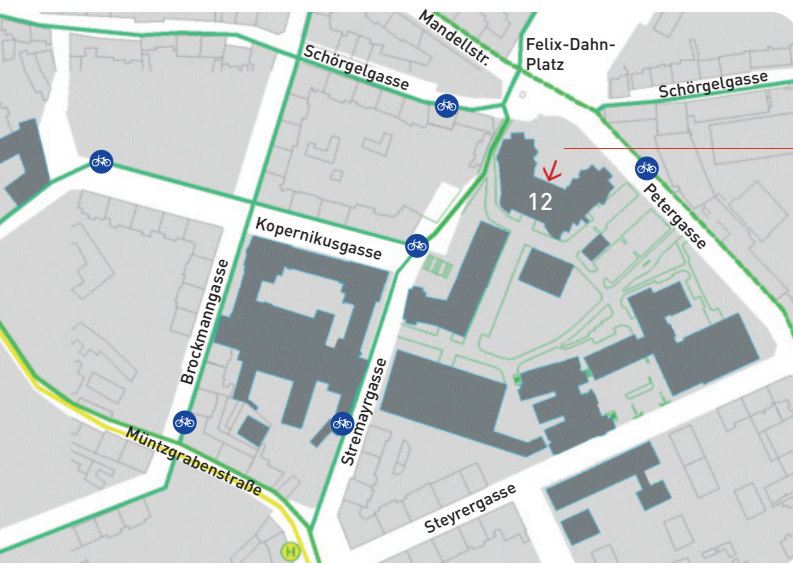 Mandellstr.
Felix-Dahn-
Platz
Schörgelgasse
Schörgelgasse
12
Petergasse
Kopernikusgasse
Brockmanngasse
Stremayrgasse
Müntzgrabenstraße
Steyrergasse
H